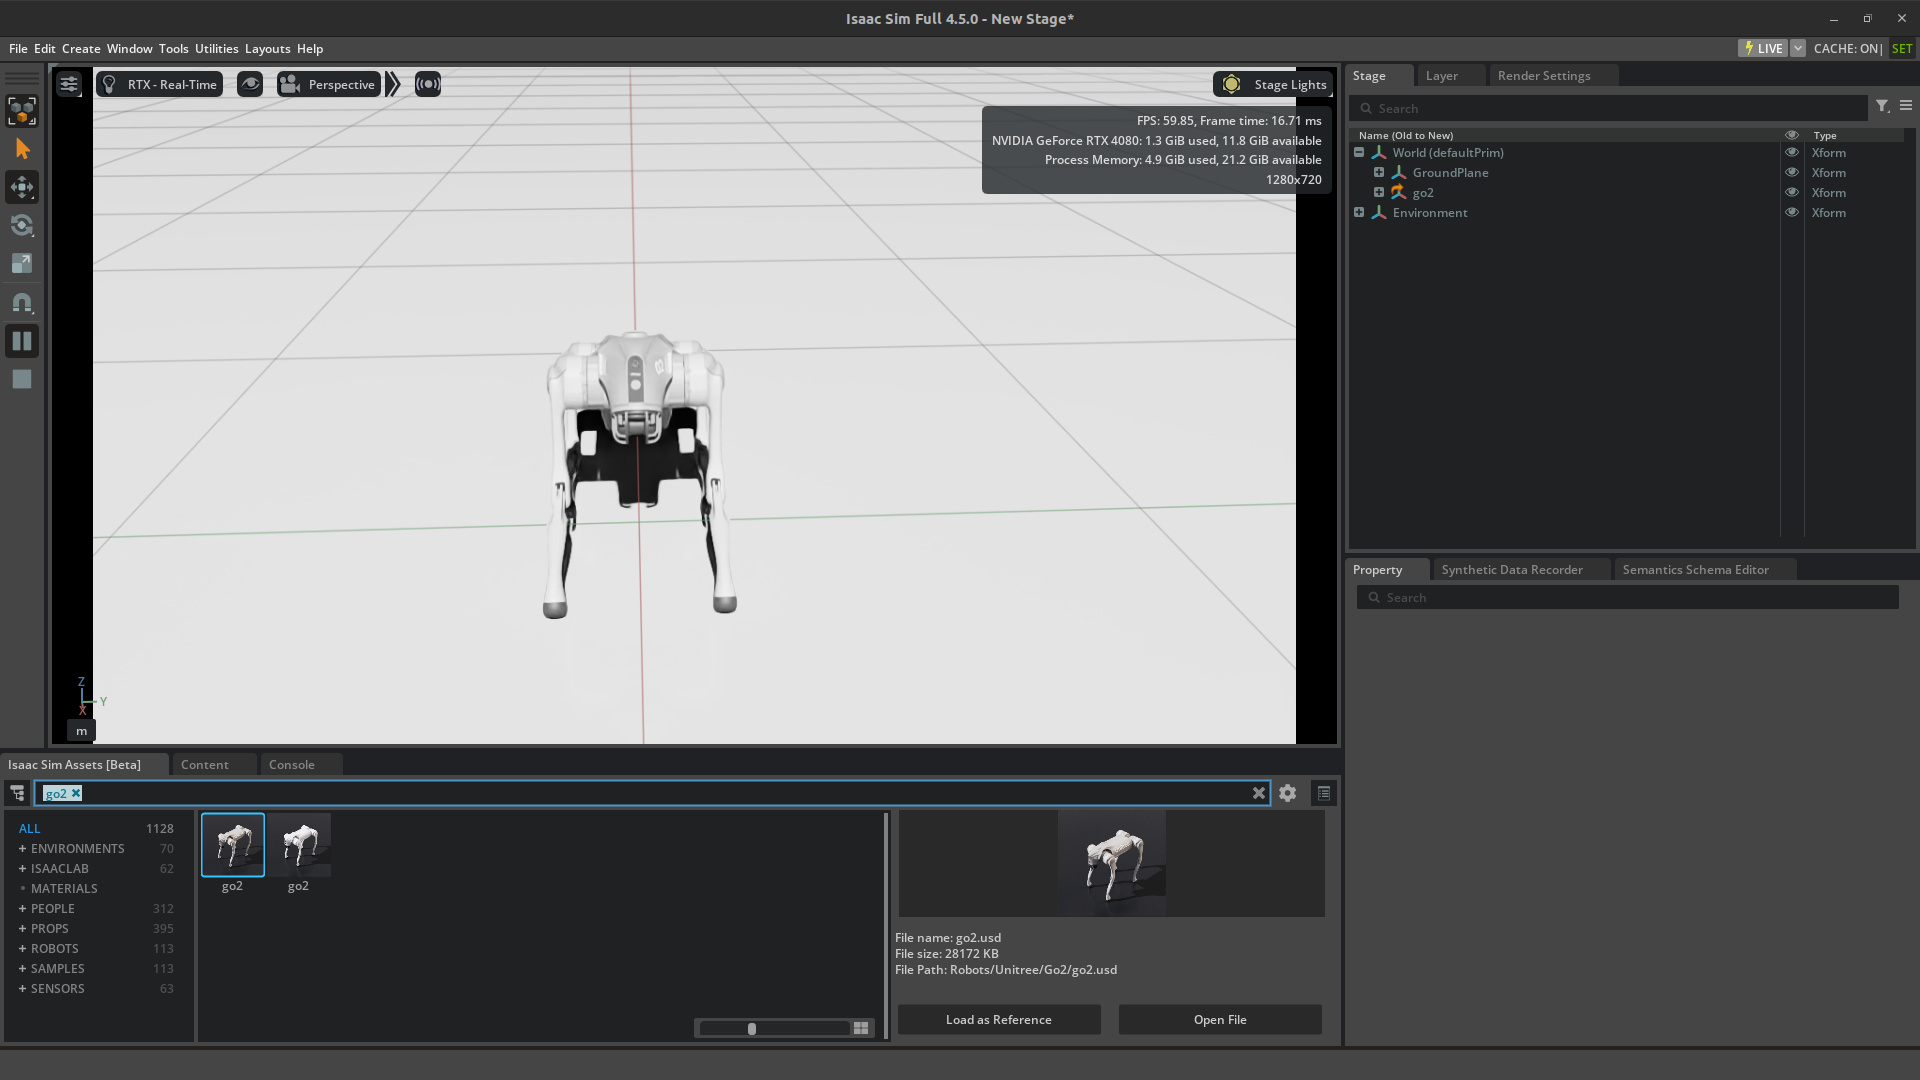 Isaac Sim Full 4.5.0 - New Stage*
File Edit Create Window Tools Utilities Layouts Help
LIVE
CACHE: ON|
SET
RTX - Real-Time
Perspective
Stage Lights
FPS: 59.85, Frame time: 16.71 ms
NVIDIA GeForce RTX 4080: 1.3 GiB used, 11.8 GiB available
Process Memory: 4.9 GiB used, 21.2 GiB available
1280x720
Z
Y
X
m
Stage
Layer
Render Settings
Search
Name (Old to New)
Type
World (defaultPrim)
Xform
GroundPlane
Xform
go2
Xform
Environment
Xform
Property
Synthetic Data Recorder
Semantics Schema Editor
Search
Isaac Sim Assets [Beta]
Content
Console
go2
ALL 1128
+ ENVIRONMENTS 70
+ ISAACLAB 62
• MATERIALS
+ PEOPLE 312
+ PROPS 395
+ ROBOTS 113
+ SAMPLES 113
+ SENSORS 63
go2
go2
File name: go2.usd
File size: 28172 KB
File Path: Robots/Unitree/Go2/go2.usd
Load as Reference
Open File